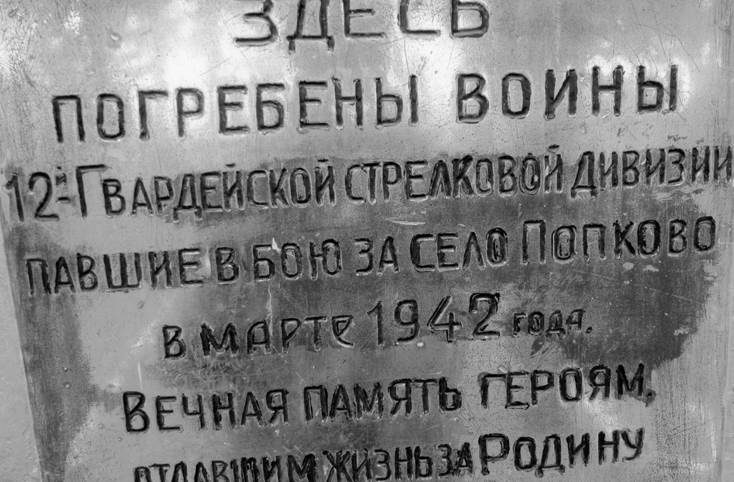 ЗДЕСЬ
ПОГРЕБЕНЫ ВОИНЫ
12-й ГВАРДЕЙСКОЙ СТРЕЛКОВОЙ ДИВИЗИИ
ПАВШИЕ В БОЮ ЗА СЕЛО ПОПКОВО
В МАРТЕ 1942 года.
ВЕЧНАЯ ПАМЯТЬ ГЕРОЯМ,
ОТДАВШИМ ЖИЗНЬ ЗА РОДИНУ